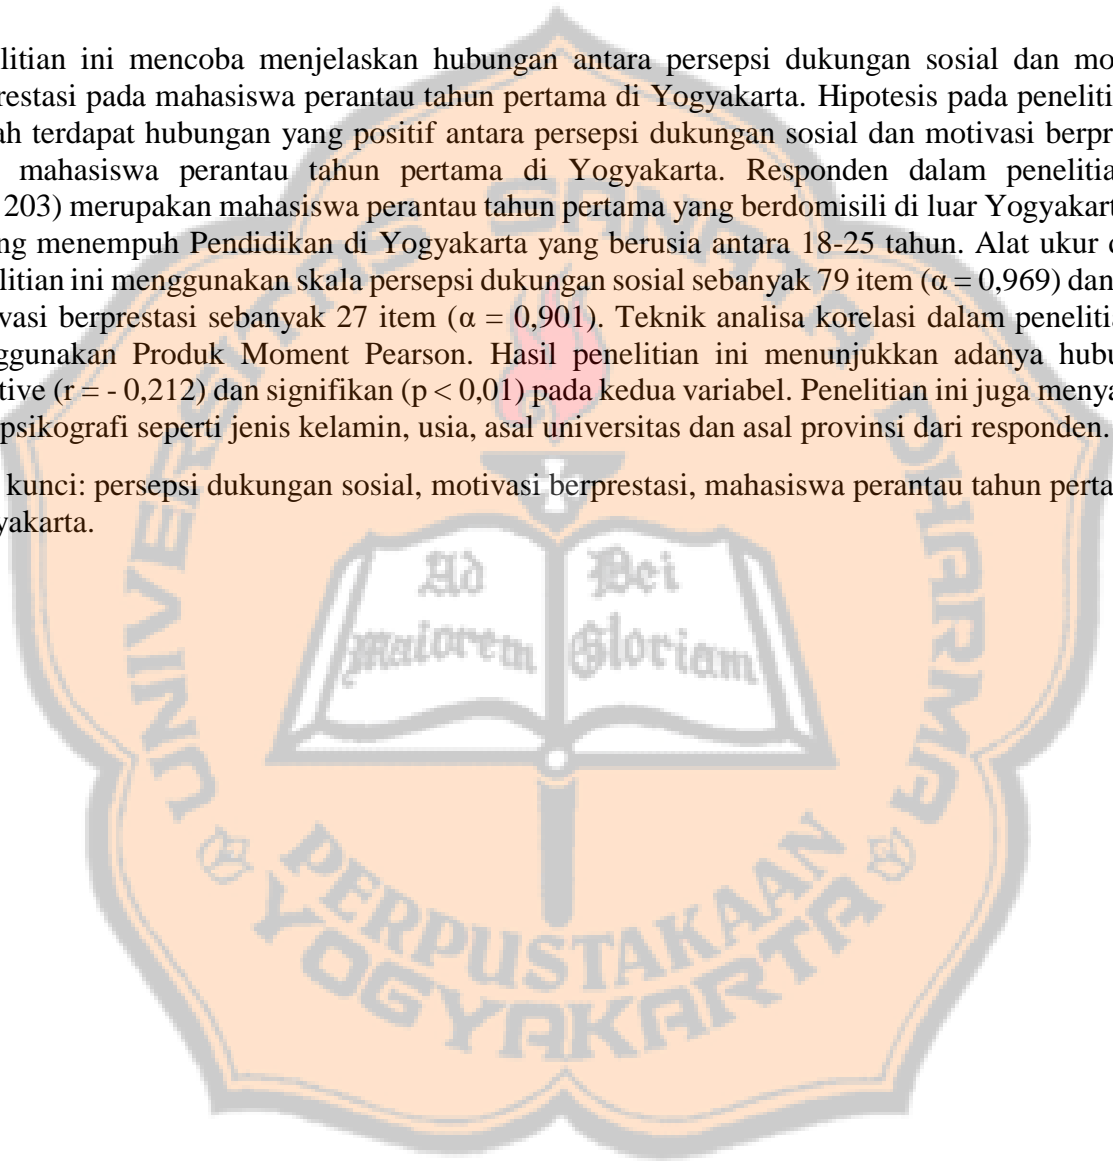 litian ini mencoba menjelaskan hubungan antara persepsi dukungan sosial dan mo
restasi pada mahasiswa perantau tahun pertama di Yogyakarta. Hipotesis pada peneliti
ah terdapat hubungan yang positif antara persepsi dukungan sosial dan motivasi berpr
mahasiswa perantau tahun pertama di Yogyakarta. Responden dalam penelitia
203) merupakan mahasiswa perantau tahun pertama yang berdomisili di luar Yogyakart
ng menempuh Pendidikan di Yogyakarta yang berusia antara 18-25 tahun. Alat ukur
litian ini menggunakan skala persepsi dukungan sosial sebanyak 79 item (α = 0,969) dan
vasi berprestasi sebanyak 27 item (α = 0,901). Teknik analisa korelasi dalam penelitia
ggunakan Produk Moment Pearson. Hasil penelitian ini menunjukkan adanya hubu
tive (r = - 0,212) dan signifikan (p < 0,01) pada kedua variabel. Penelitian ini juga menya
psikografi seperti jenis kelamin, usia, asal universitas dan asal provinsi dari responden.
kunci: persepsi dukungan sosial, motivasi berprestasi, mahasiswa perantau tahun perta
yakarta.
UNIVERSITAS SANATA DHARMA
Ad Dei
maiorem Gloriam
PERPUSTAKAAN
YOGYAKARTA